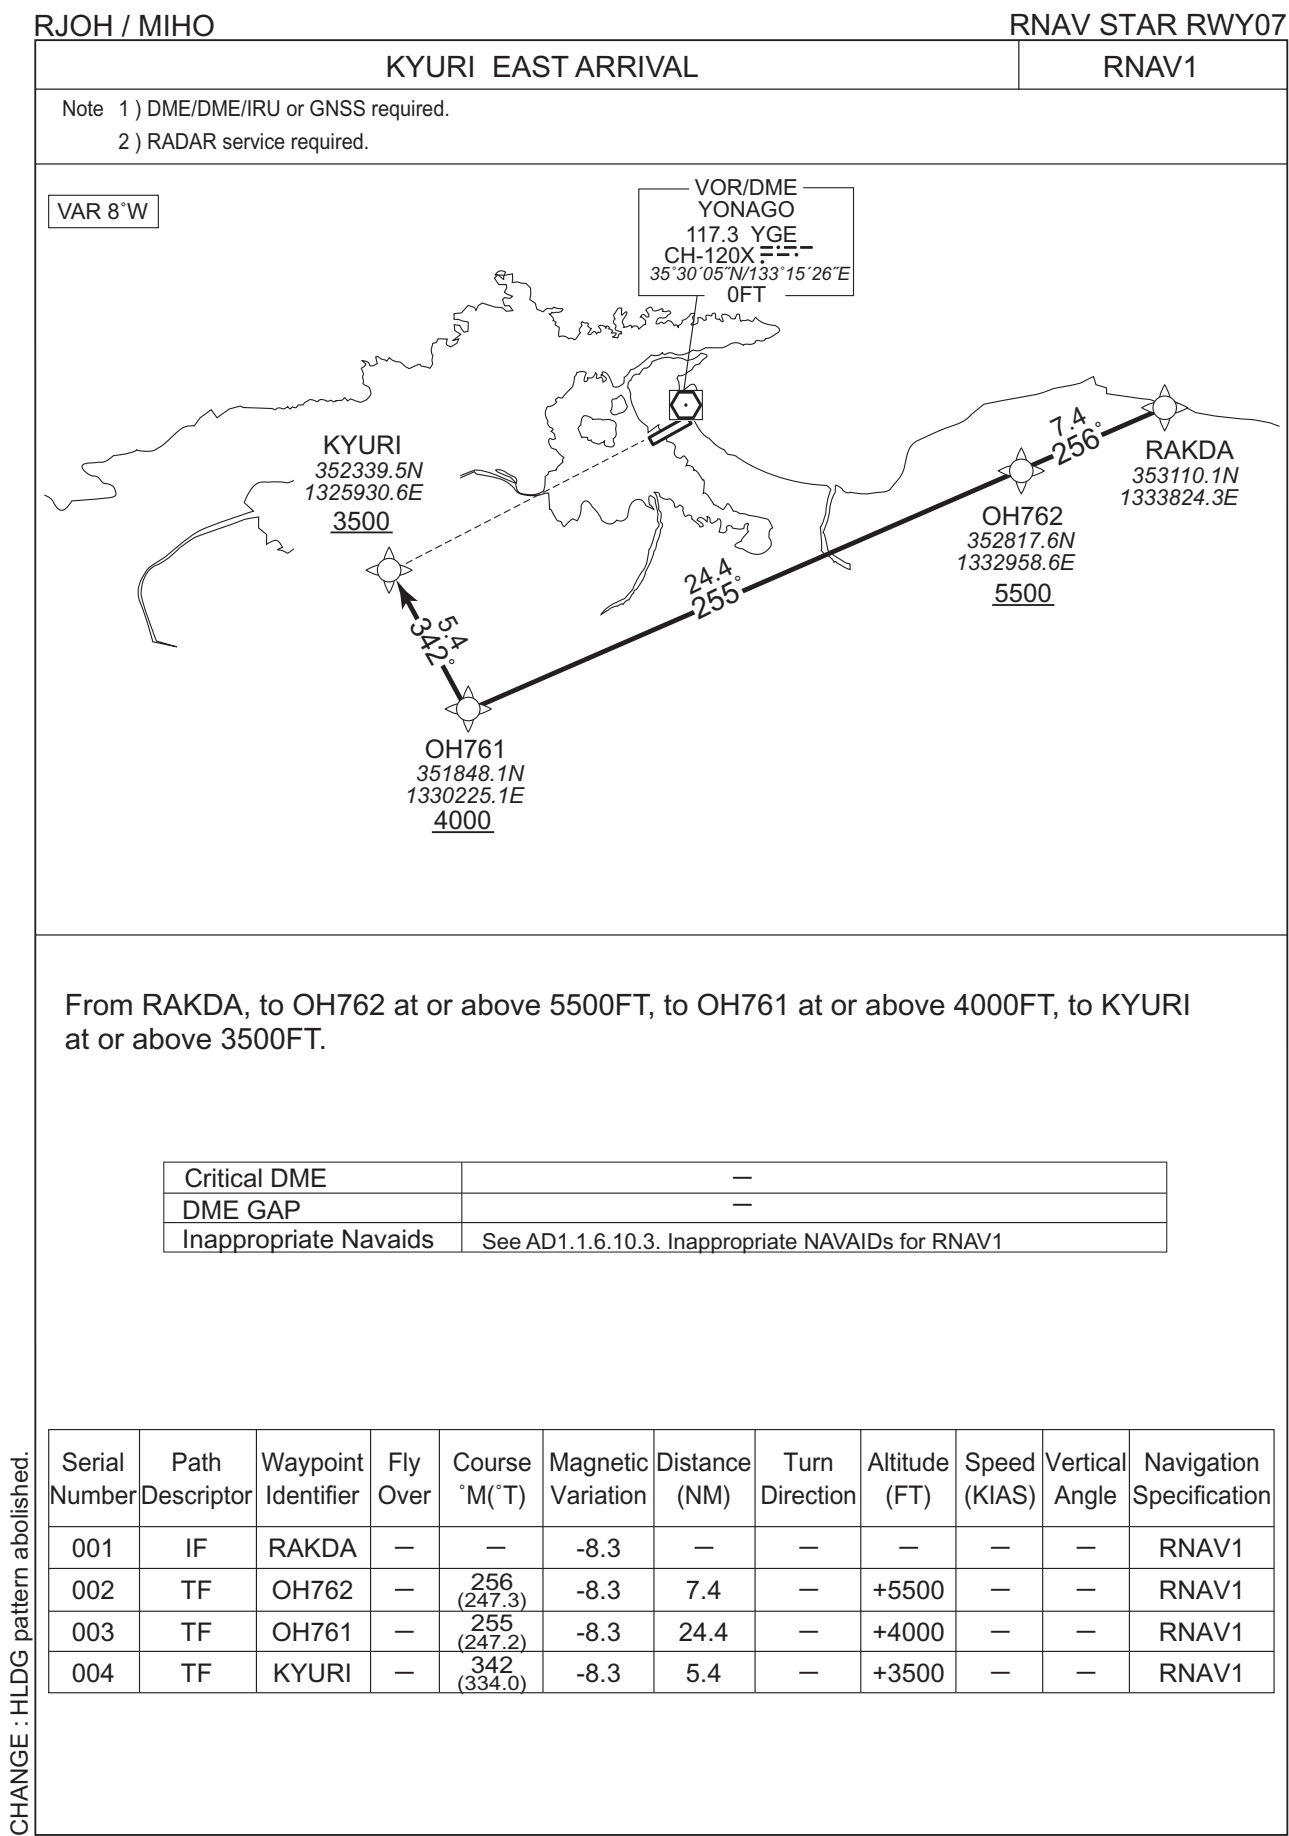 RJOH / MIHO
RNAV STAR RWY07
KYURI EAST ARRIVAL
RNAV1
Note 1 ) DME/DME/IRU or GNSS required.
2 ) RADAR service required.
VAR 8˚W
VOR/DME
YONAGO
117.3 YGE
CH-120X
35˚30´05˝N/133˚15´26˝E
0FT
KYURI
352339.5N
1325930.6E
3500
7.4
256˚
RAKDA
353110.1N
1333824.3E
OH762
352817.6N
1332958.6E
5500
24.4
255˚
5.4
342˚
OH761
351848.1N
1330225.1E
4000
From RAKDA, to OH762 at or above 5500FT, to OH761 at or above 4000FT, to KYURI
at or above 3500FT.
Critical DME —
DME GAP —
Inappropriate Navaids See AD1.1.6.10.3. Inappropriate NAVAIDs for RNAV1
Serial Number Path Descriptor Waypoint Identifier Fly Over Course ˚M(˚T) Magnetic Variation Distance (NM) Turn Direction Altitude (FT) Speed (KIAS) Vertical Angle Navigation Specification
001 IF RAKDA — — -8.3 — — — — — RNAV1
002 TF OH762 — 256 (247.3) -8.3 7.4 — +5500 — — RNAV1
003 TF OH761 — 255 (247.2) -8.3 24.4 — +4000 — — RNAV1
004 TF KYURI — 342 (334.0) -8.3 5.4 — +3500 — — RNAV1
CHANGE : HLDG pattern abolished.